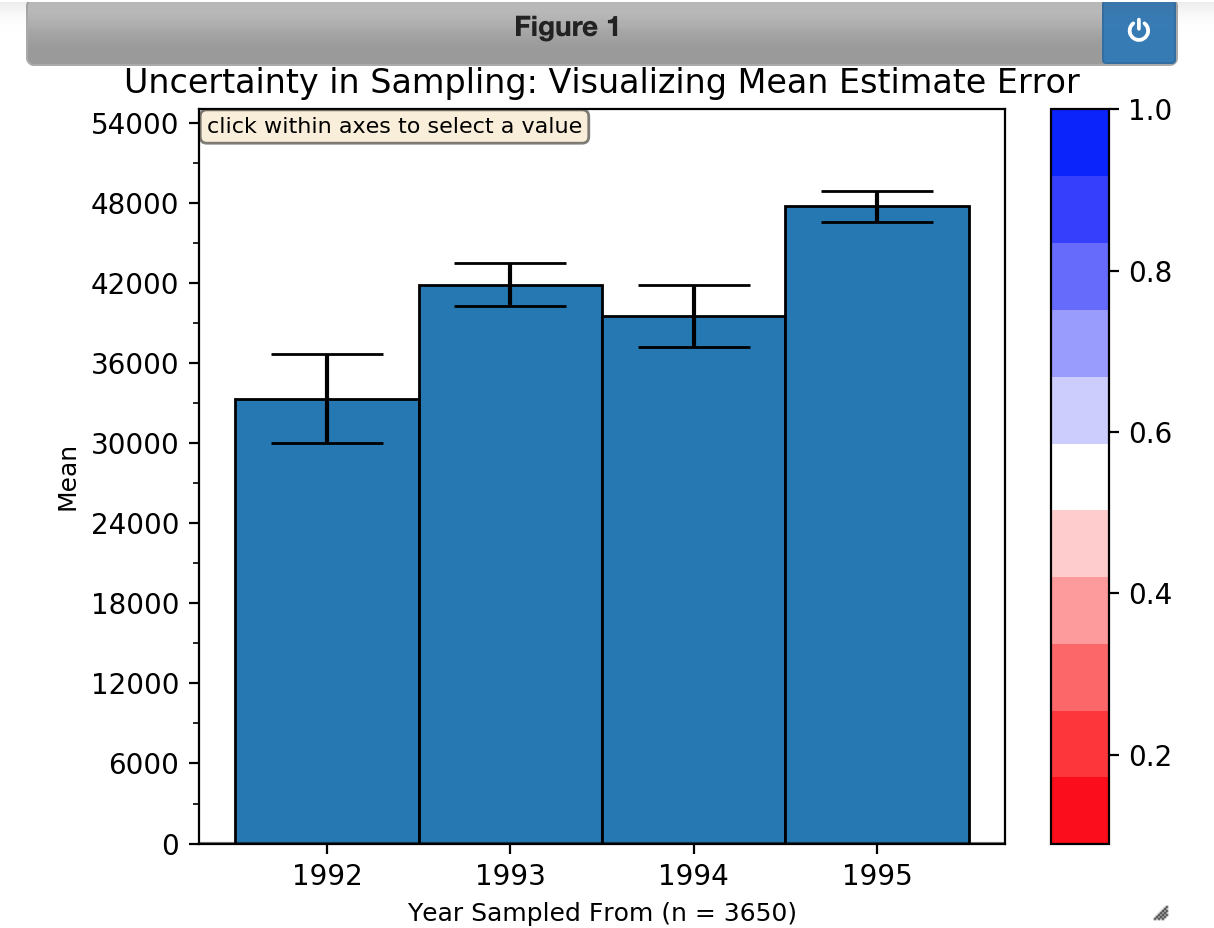 Figure 1
Uncertainty in Sampling: Visualizing Mean Estimate Error
click within axes to select a value
54000
48000
42000
36000
30000
24000
18000
12000
6000
0
Mean
1992 1993 1994 1995
Year Sampled From (n = 3650)
1.0
0.8
0.6
0.4
0.2